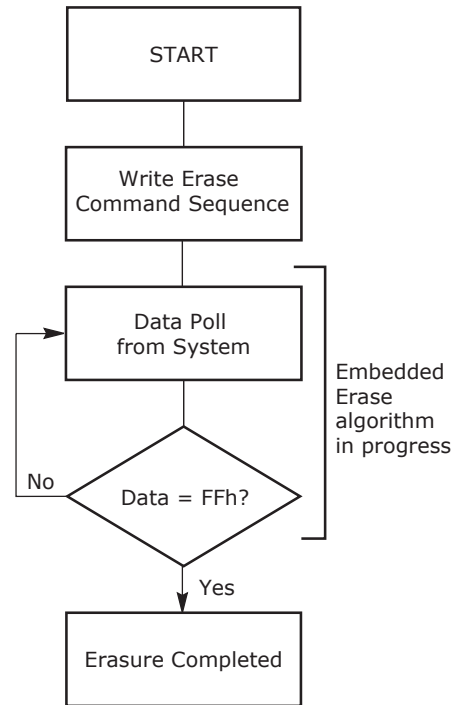 START
Write Erase
Command Sequence
Data Poll
from System
Embedded
Erase
algorithm
in progress
No
Data = FFh?
Yes
Erasure Completed